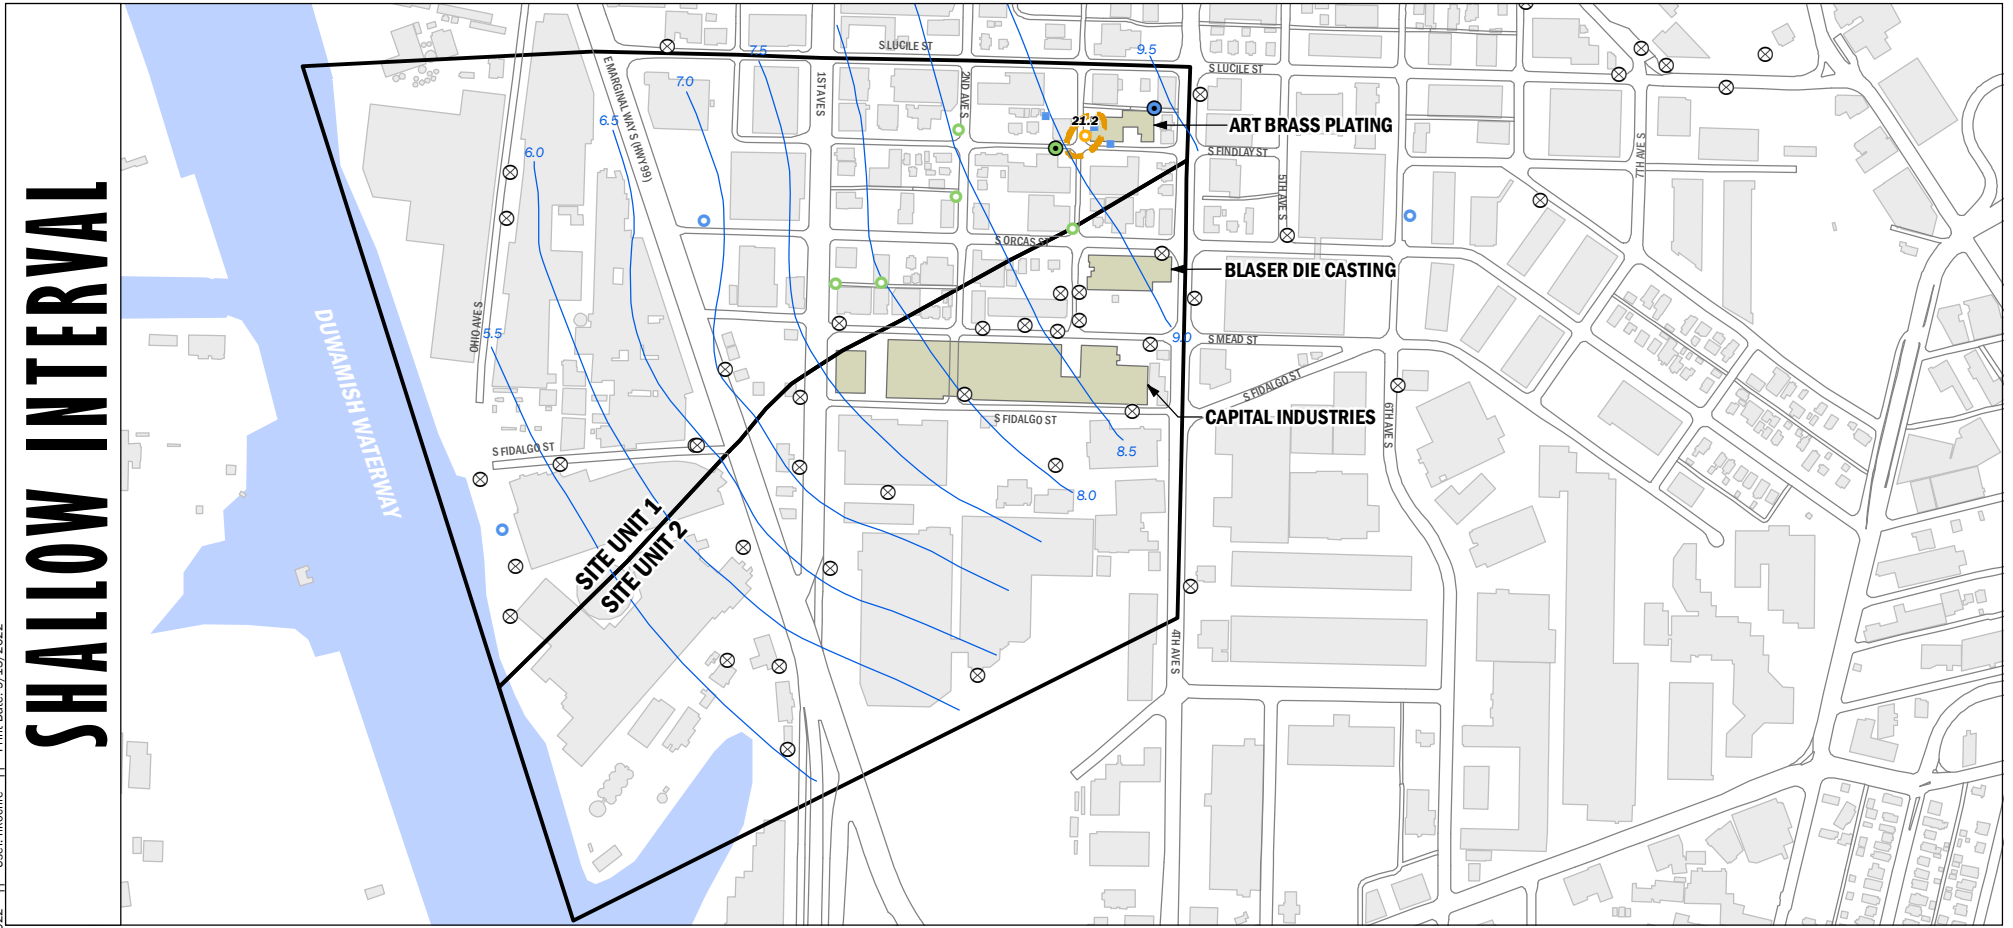 SHALLOW INTERVAL
DUWAMISH WATERWAY
S LUCILE ST
S LUCILE ST
E MARGINAL WAY S (HWY 99)
1ST AVE S
2ND AVE S
7.5
7.0
6.5
6.0
5.5
9.5
21.2
ART BRASS PLATING
S FINDLAY ST
5TH AVE S
7TH AVE S
S ORCAS ST
BLASER DIE CASTING
OHIO AVE S
9.0
S MEAD ST
S FIDALGO ST
CAPITAL INDUSTRIES
6TH AVE S
S FIDALGO ST
S FIDALGO ST
8.5
8.0
SITE UNIT 1
SITE UNIT 2
4TH AVE S